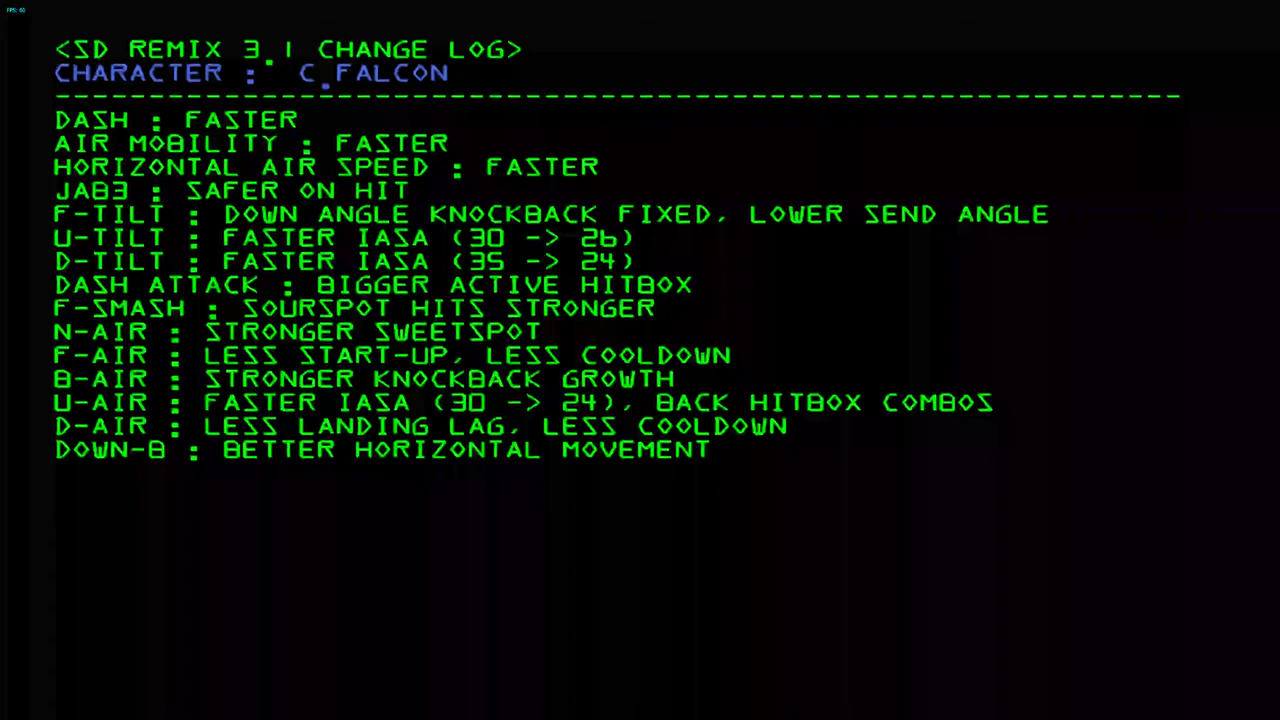 FPS: 60
<SD REMIX 3.1 CHANGE LOG>
CHARACTER : C.FALCON
------------------------------------------------------------
DASH : FASTER
AIR MOBILITY : FASTER
HORIZONTAL AIR SPEED : FASTER
JAB3 : SAFER ON HIT
F-TILT : DOWN ANGLE KNOCKBACK FIXED, LOWER SEND ANGLE
U-TILT : FASTER IASA (30 -> 26)
D-TILT : FASTER IASA (35 -> 24)
DASH ATTACK : BIGGER ACTIVE HITBOX
F-SMASH : SOURSPOT HITS STRONGER
N-AIR : STRONGER SWEETSPOT
F-AIR : LESS START-UP, LESS COOLDOWN
B-AIR : STRONGER KNOCKBACK GROWTH
U-AIR : FASTER IASA (30 -> 24), BACK HITBOX COMBOS
D-AIR : LESS LANDING LAG, LESS COOLDOWN
DOWN-B : BETTER HORIZONTAL MOVEMENT